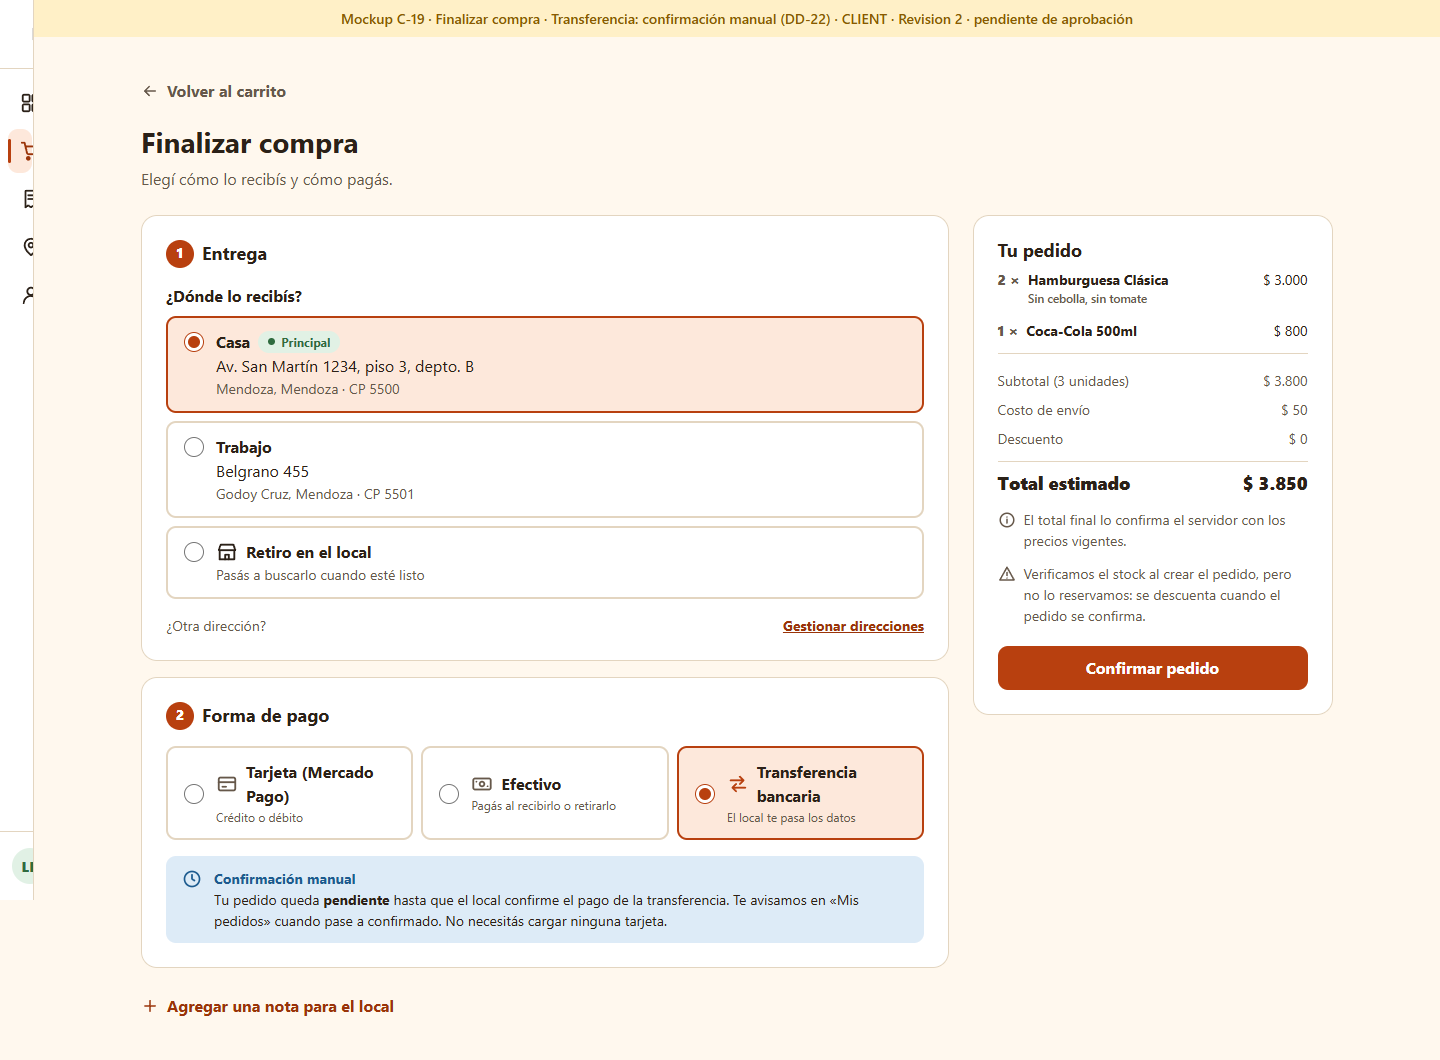 Mockup C-19 · Finalizar compra · Transferencia: confirmación manual (DD-22) · CLIENT · Revision 2 · pendiente de aprobación
Volver al carrito
Finalizar compra
Elegí cómo lo recibís y cómo pagás.
1 Entrega
¿Dónde lo recibís?
Casa Principal
Av. San Martín 1234, piso 3, depto. B
Mendoza, Mendoza · CP 5500
Trabajo
Belgrano 455
Godoy Cruz, Mendoza · CP 5501
Retiro en el local
Pasás a buscarlo cuando esté listo
¿Otra dirección? Gestionar direcciones
2 Forma de pago
Tarjeta (Mercado
Pago)
Crédito o débito
Efectivo
Pagás al recibirlo o retirarlo
Transferencia
bancaria
El local te pasa los datos
Confirmación manual
Tu pedido queda pendiente hasta que el local confirme el pago de la transferencia. Te avisamos en «Mis
pedidos» cuando pase a confirmado. No necesitás cargar ninguna tarjeta.
Agregar una nota para el local
Tu pedido
2 × Hamburguesa Clásica $ 3.000
Sin cebolla, sin tomate
1 × Coca-Cola 500ml $ 800
Subtotal (3 unidades) $ 3.800
Costo de envío $ 50
Descuento $ 0
Total estimado $ 3.850
El total final lo confirma el servidor con los
precios vigentes.
Verificamos el stock al crear el pedido, pero
no lo reservamos: se descuenta cuando el
pedido se confirma.
Confirmar pedido